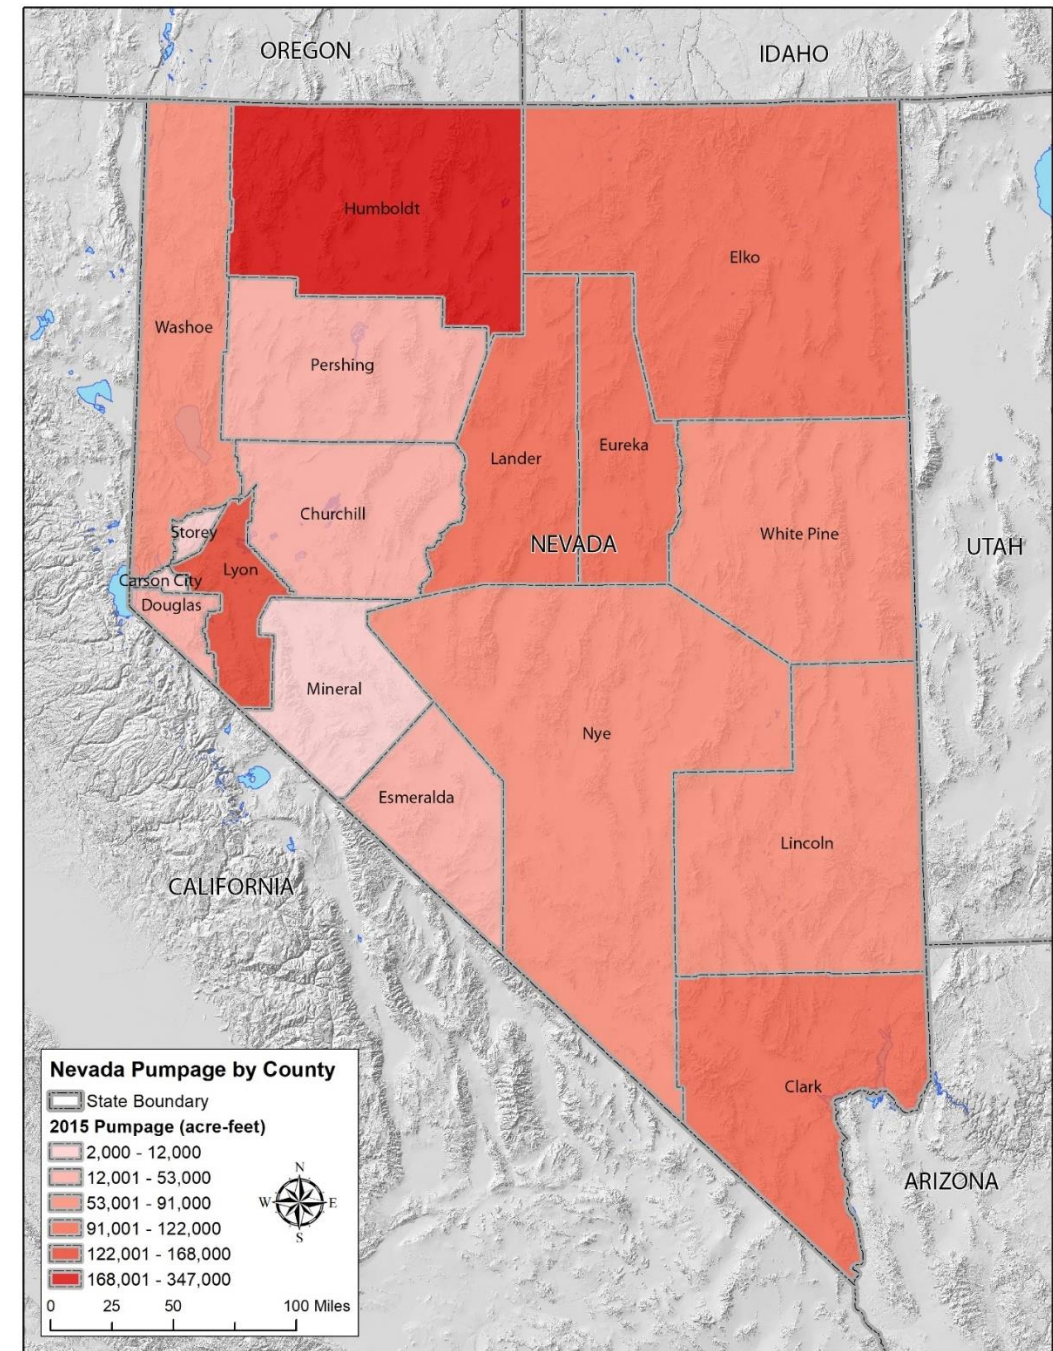 OREGON
IDAHO
Humboldt
Elko
Washoe
Pershing
Eureka
Lander
Churchill
Storey
NEVADA
White Pine
UTAH
Lyon
Carson City
Douglas
Mineral
Nye
Esmeralda
Lincoln
CALIFORNIA
Clark
ARIZONA
Nevada Pumpage by County
State Boundary
2015 Pumpage (acre-feet)
2,000 - 12,000
12,001 - 53,000
53,001 - 91,000
91,001 - 122,000
122,001 - 168,000
168,001 - 347,000
N
W E
S
0 25 50 100 Miles